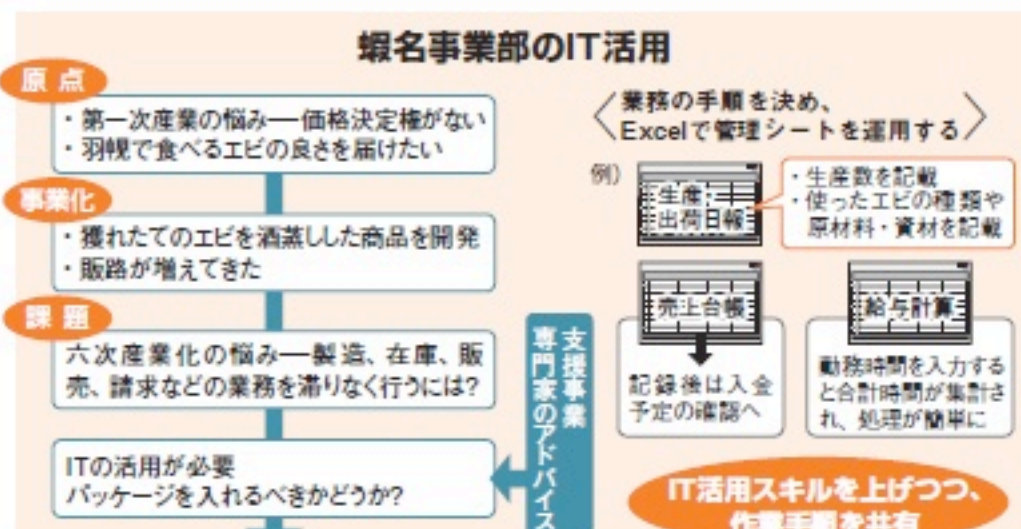 蝦名事業部のIT活用
原点
・第一次産業の悩み──価格決定権がない
・羽幌で食べるエビの良さを届けたい
事業化
・獲れたてのエビを酒蒸しした商品を開発
・販路が増えてきた
課題
六次産業化の悩み──製造、在庫、販
売、請求などの業務を滞りなく行うには?
ITの活用が必要
パッケージを入れるべきかどうか?
支援事業
専門家のアドバイス
〈業務の手順を決め、
Excelで管理シートを運用する〉
例)
生産・
出荷日報
・生産数を記載
・使ったエビの種類や
原材料・資材を記載
売上台帳
記録後は入金
予定の確認へ
給与計算
勤務時間を入力する
と合計時間が集計さ
れ、処理が簡単に
IT活用スキルを上げつつ、
作業手順を共有